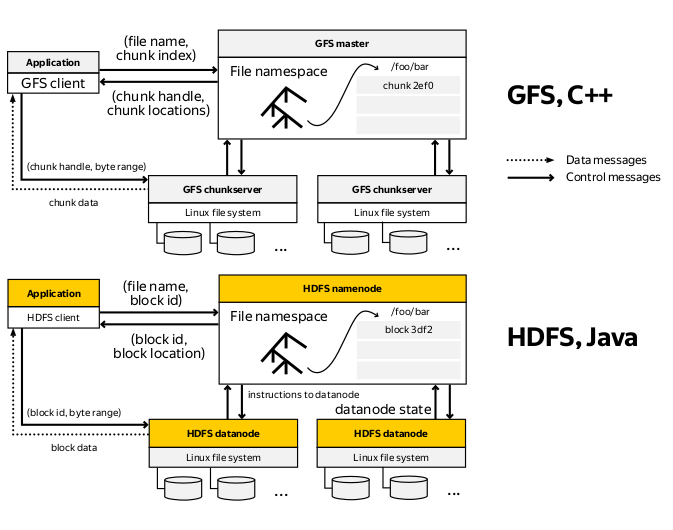 Application
GFS client
(file name,
chunk index)
(chunk handle,
chunk locations)
GFS master
File namespace
/foo/bar
chunk 2ef0
GFS, C++
Data messages
Control messages
(chunk handle, byte range)
chunk data
GFS chunkserver
Linux file system
...
GFS chunkserver
Linux file system
...
Application
HDFS client
(file name,
block id)
(block id,
block location)
HDFS namenode
File namespace
/foo/bar
block 3df2
HDFS, Java
instructions to datanode
datanode state
(block id, byte range)
block data
HDFS datanode
Linux file system
...
HDFS datanode
Linux file system
...